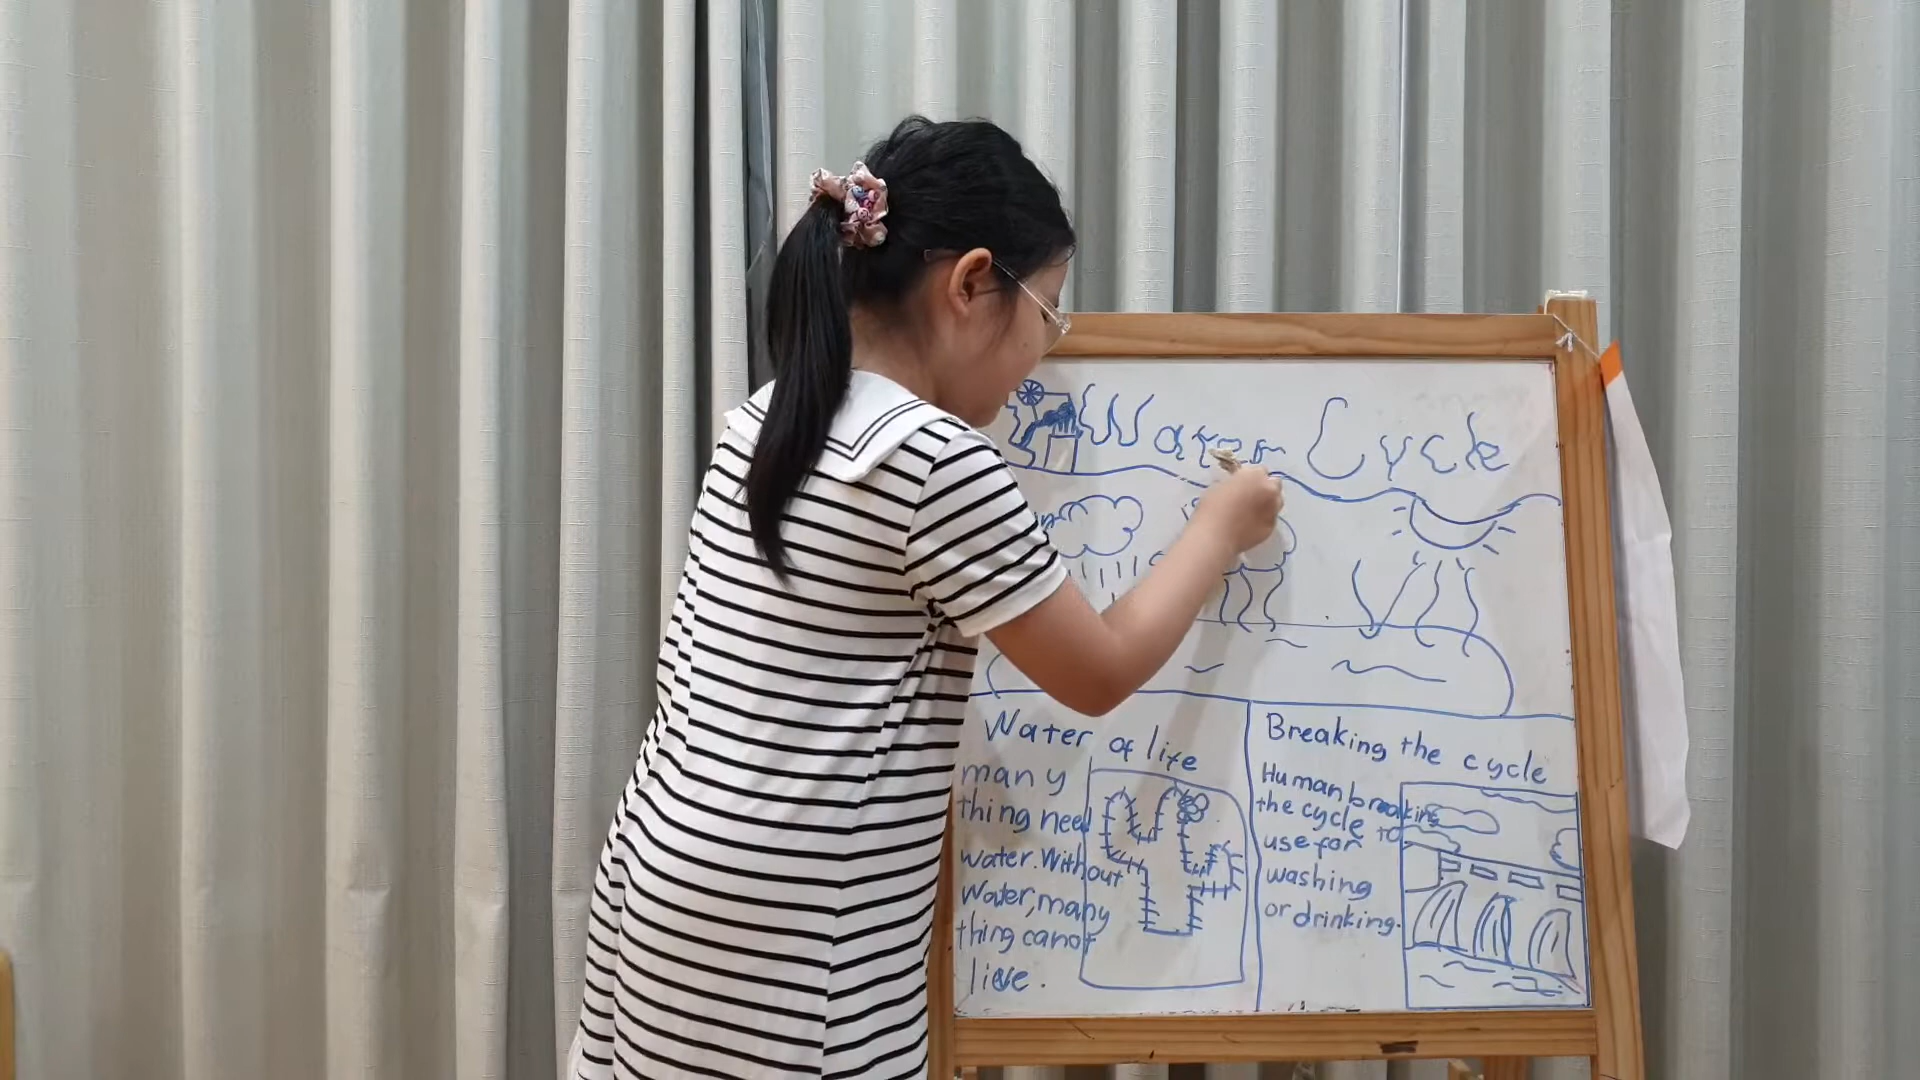 Water Cycle
Water of life
many
thing need
water. Without
Water, many
thing canot
live.
Breaking the cycle
Human breaking
the cycle to
use for
washing
or drinking.